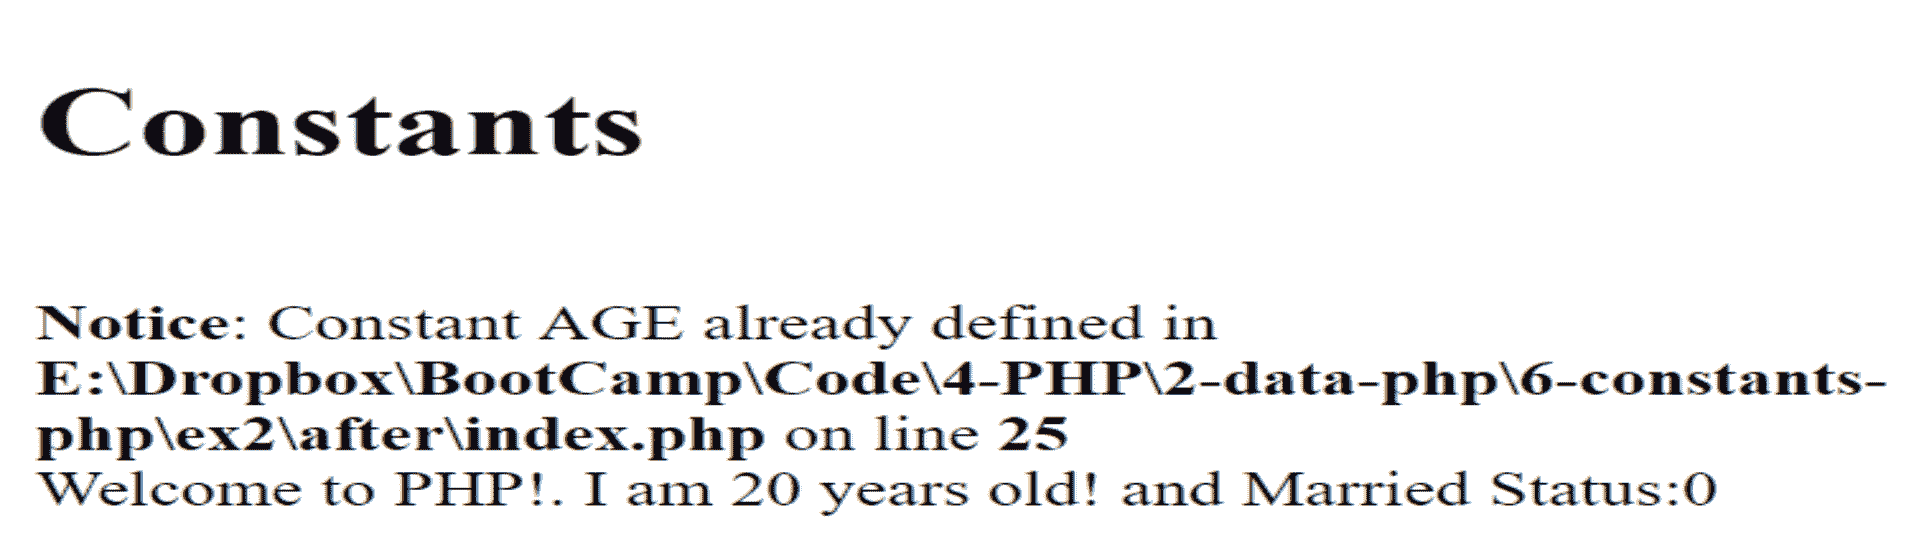 Constants
Notice: Constant AGE already defined in
E:\Dropbox\BootCamp\Code\4-PHP\2-data-php\6-constants-
php\ex2\after\index.php on line 25
Welcome to PHP!. I am 20 years old! and Married Status:0